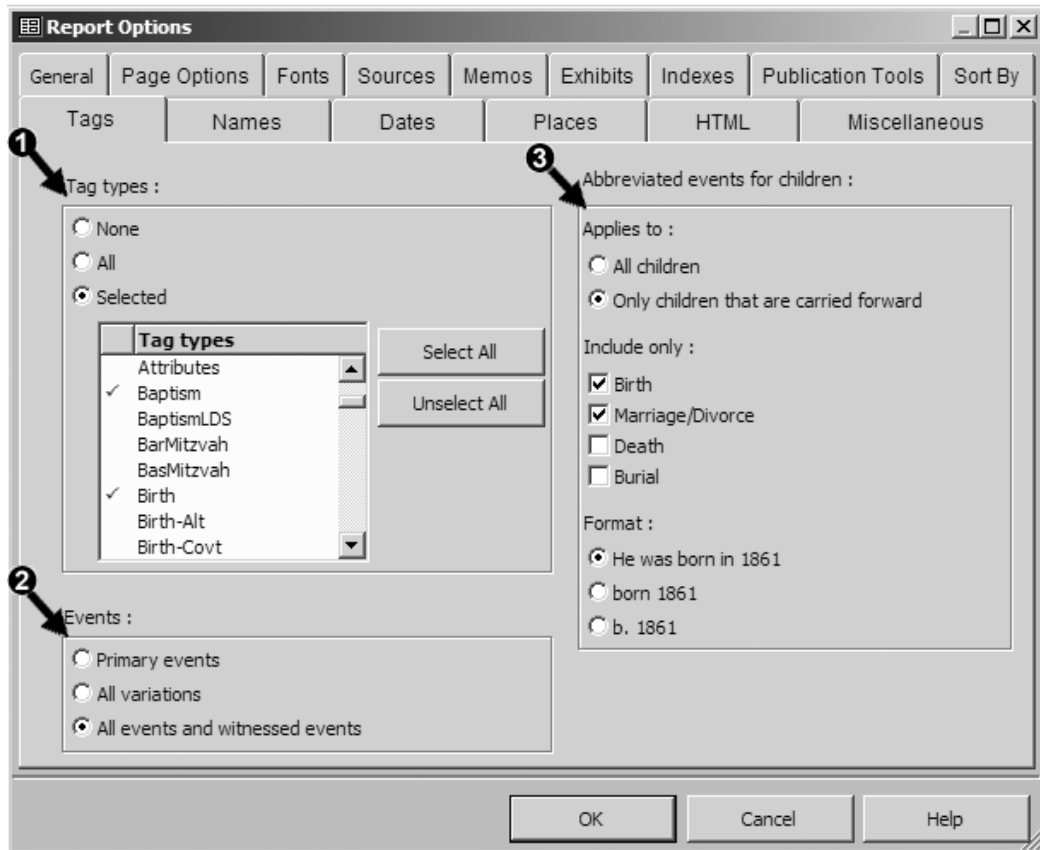 Report Options
General Page Options Fonts Sources Memos Exhibits Indexes Publication Tools Sort By
Tags Names Dates Places HTML Miscellaneous
1
Tag types :
None
All
Selected
Tag types
Attributes
Baptism
BaptismLDS
BarMitzvah
BasMitzvah
Birth
Birth-Alt
Birth-Covt
Select All
Unselect All
2
Events :
Primary events
All variations
All events and witnessed events
3
Abbreviated events for children :
Applies to :
All children
Only children that are carried forward
Include only :
Birth
Marriage/Divorce
Death
Burial
Format :
He was born in 1861
born 1861
b. 1861
OK Cancel Help